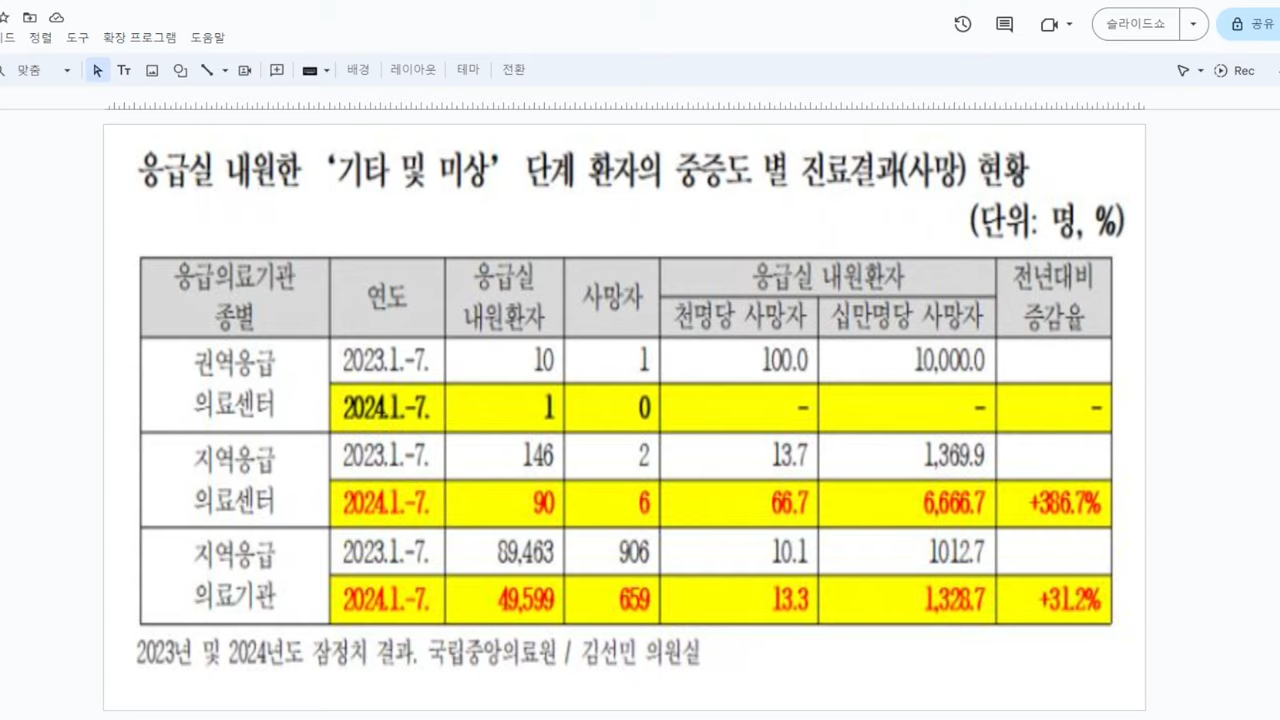 정렬 도구 확장 프로그램 도움말
슬라이드쇼
공유
맞춤
Tт
배경 레이아웃 테마 전환
Rec
응급실 내원한 ‘기타 및 미상’ 단계 환자의 중증도 별 진료결과(사망) 현황
(단위: 명, %)
응급의료기관 종별 연도 응급실 내원환자 사망자 응급실 내원환자 전년대비 증감율
천명당 사망자 십만명당 사망자
권역응급 의료센터 2023.1.-7. 10 1 100.0 10,000.0
2024.1.-7. 1 0 - - -
지역응급 의료센터 2023.1.-7. 146 2 13.7 1,369.9
2024.1.-7. 90 6 66.7 6,666.7 +386.7%
지역응급 의료기관 2023.1.-7. 89,463 906 10.1 1012.7
2024.1.-7. 49,599 659 13.3 1,328.7 +31.2%
2023년 및 2024년도 잠정치 결과. 국립중앙의료원 / 김선민 의원실